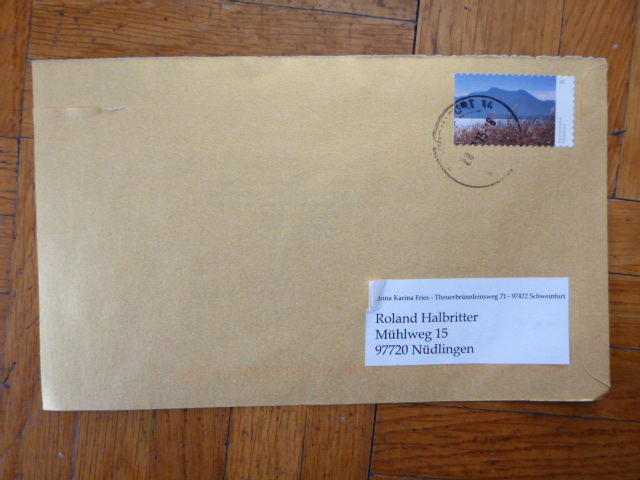 Anna Karina Fries - Theuerbrünnleinsweg 71 - 97422 Schweinfurt
Roland Halbritter
Mühlweg 15
97720 Nüdlingen